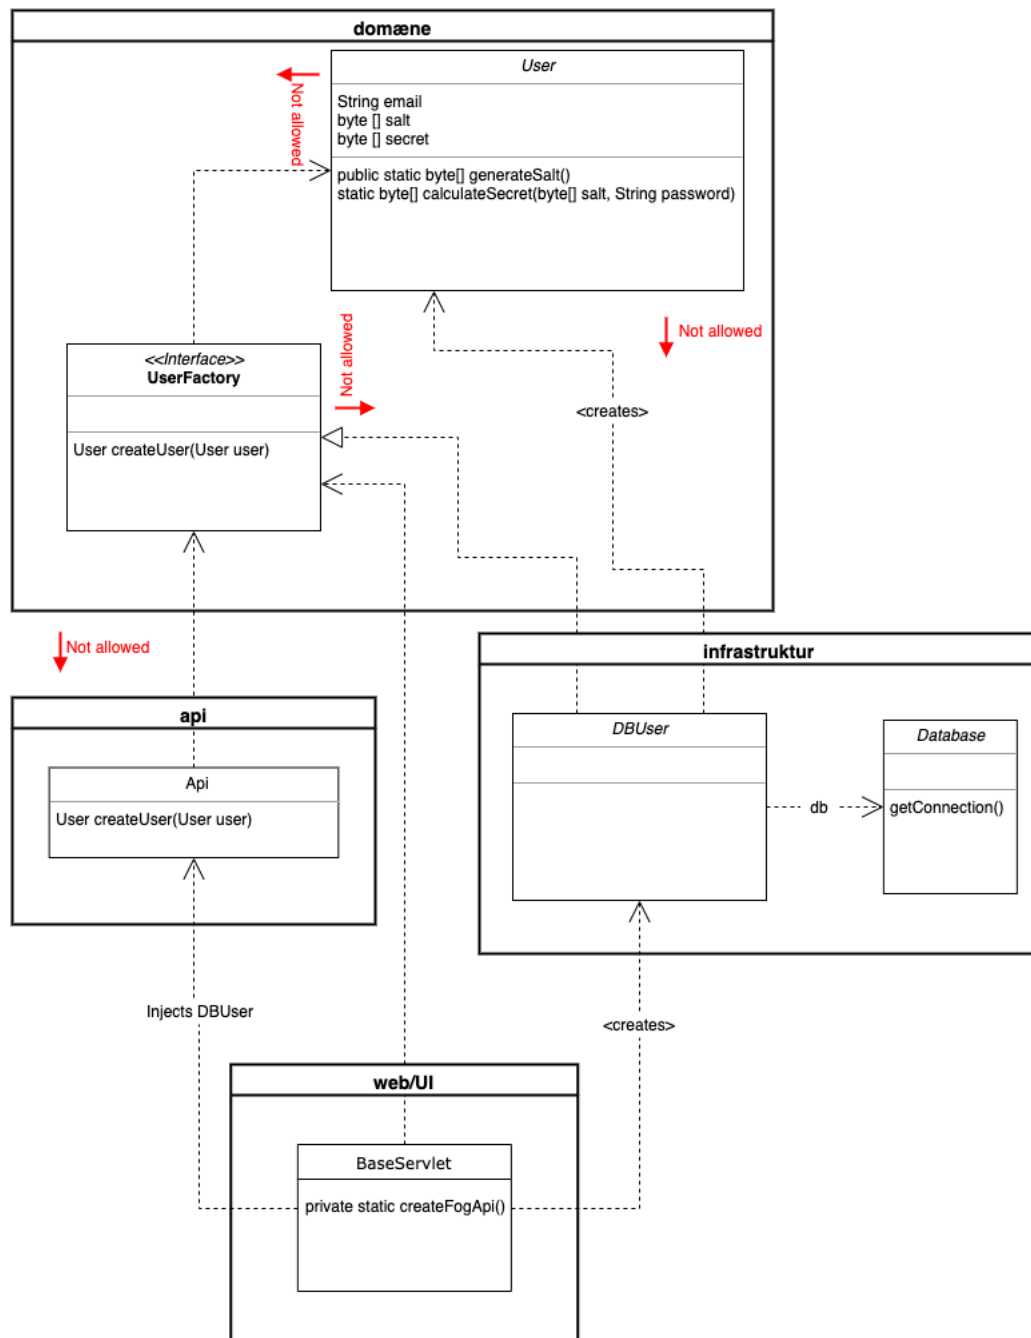 domæne
User
String email
byte [] salt
byte [] secret
public static byte[] generateSalt()
static byte[] calculateSecret(byte[] salt, String password)
Not allowed
<<Interface>>
UserFactory
User createUser(User user)
Not allowed
Not allowed
<creates>
Not allowed
infrastruktur
DBUser
db
Database
getConnection()
api
Api
User createUser(User user)
Injects DBUser
<creates>
web/UI
BaseServlet
private static createFogApi()